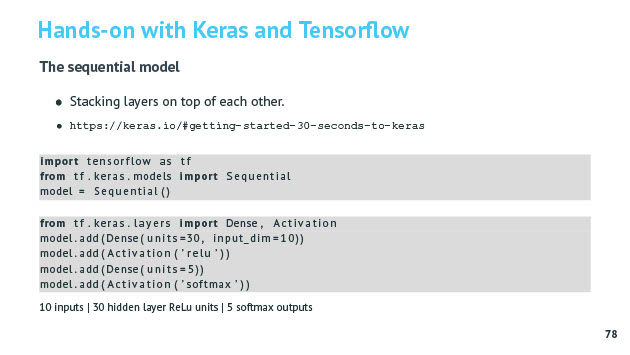 Hands-on with Keras and Tensorflow
The sequential model
• Stacking layers on top of each other.
• https://keras.io/#getting-started-30-seconds-to-keras
import tensorflow as tf
from tf.keras.models import Sequential
model = Sequential()
from tf.keras.layers import Dense, Activation
model.add(Dense(units=30, input_dim=10))
model.add(Activation('relu'))
model.add(Dense(units=5))
model.add(Activation('softmax'))
10 inputs | 30 hidden layer ReLu units | 5 softmax outputs
78